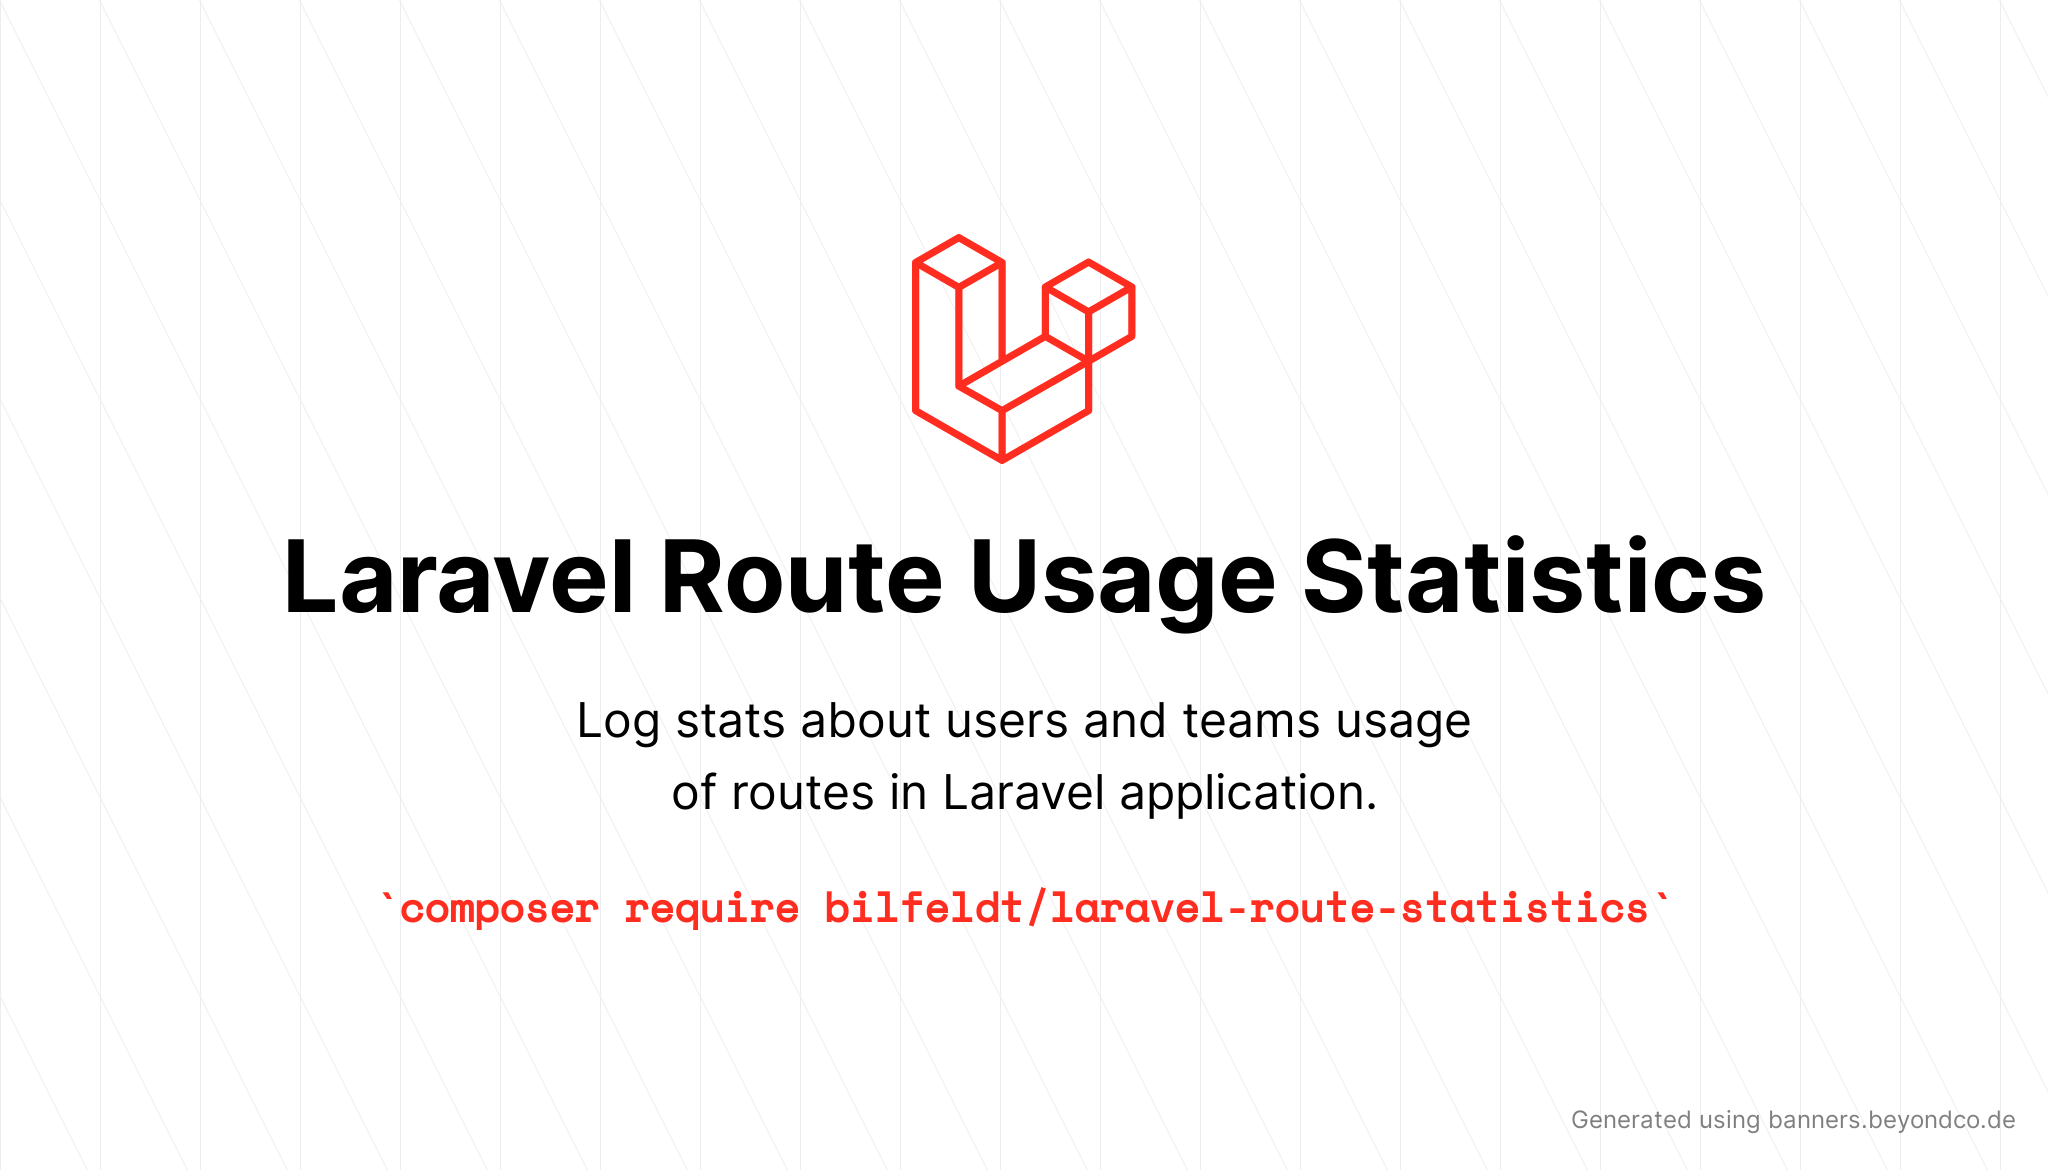 Laravel Route Usage Statistics
Log stats about users and teams usage
of routes in Laravel application.
`composer require bilfeldt/laravel-route-statistics`
Generated using banners.beyondco.de